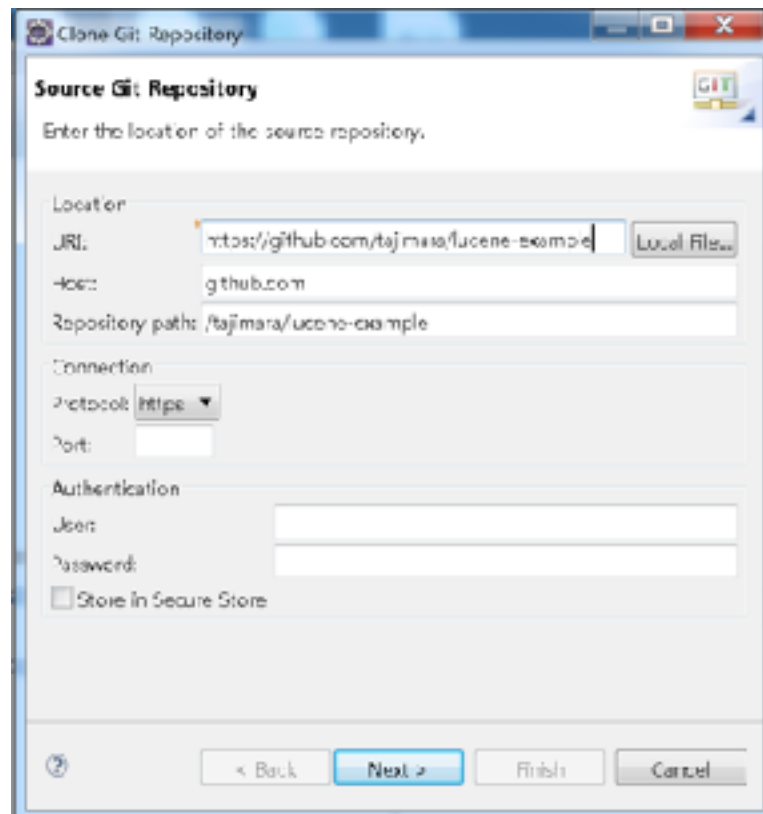 Clone Git Repository
Source Git Repository
GIT
Enter the location of the source repository.
Location
URI: https://github.com/tajimara/lucene-example Local File...
Host: github.com
Repository path: /tajimara/lucene-example
Connection
Protocol: https
Port:
Authentication
User:
Password:
Store in Secure Store
< Back Next > Finish Cancel